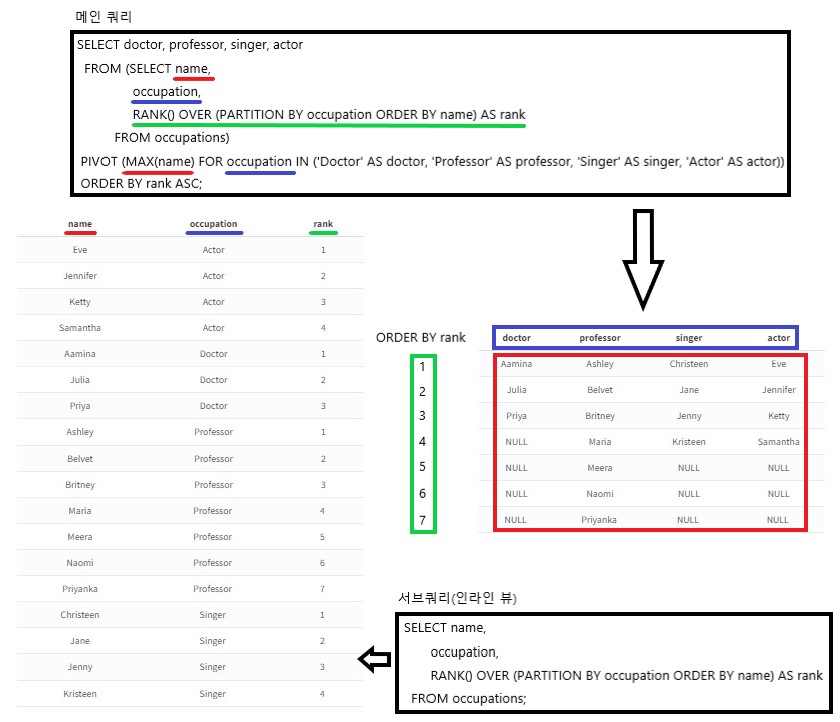 메인 쿼리
SELECT doctor, professor, singer, actor
FROM (SELECT name,
occupation,
RANK() OVER (PARTITION BY occupation ORDER BY name) AS rank
FROM occupations)
PIVOT (MAX(name) FOR occupation IN ('Doctor' AS doctor, 'Professor' AS professor, 'Singer' AS singer, 'Actor' AS actor))
ORDER BY rank ASC;
name occupation rank
Eve Actor 1
Jennifer Actor 2
Ketty Actor 3
Samantha Actor 4
Aamina Doctor 1
Julia Doctor 2
Priya Doctor 3
Ashley Professor 1
Belvet Professor 2
Britney Professor 3
Maria Professor 4
Meera Professor 5
Naomi Professor 6
Priyanka Professor 7
Christeen Singer 1
Jane Singer 2
Jenny Singer 3
Kristeen Singer 4
ORDER BY rank doctor professor singer actor
1 Aamina Ashley Christeen Eve
2 Julia Belvet Jane Jennifer
3 Priya Britney Jenny Ketty
4 NULL Maria Kristeen Samantha
5 NULL Meera NULL NULL
6 NULL Naomi NULL NULL
7 NULL Priyanka NULL NULL
서브쿼리(인라인 뷰)
SELECT name,
occupation,
RANK() OVER (PARTITION BY occupation ORDER BY name) AS rank
FROM occupations;